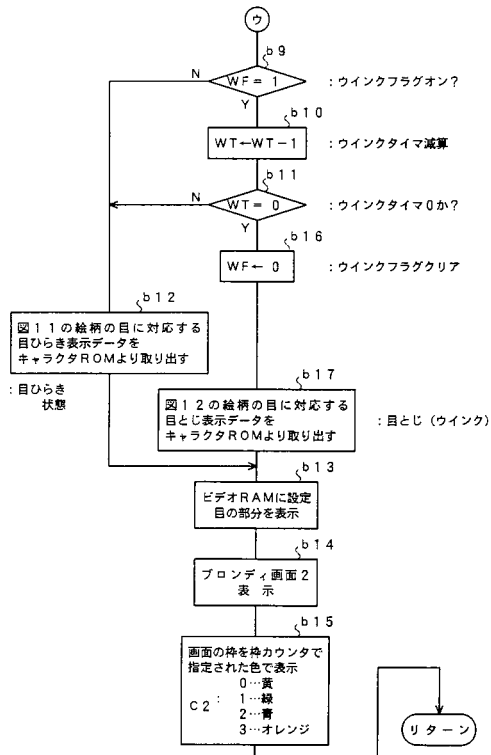 ウ
b9
N
WF=1
:ウインクフラグオン?
Y
b10
WT←WT-1
:ウインクタイマ減算
b11
N
WT=0
:ウインクタイマ0か?
Y
b16
WF←0
:ウインクフラグクリア
b12
図11の絵柄の目に対応する
目ひらき表示データを
キャラクタROMより取り出す
:目ひらき
状態
b17
図12の絵柄の目に対応する
目とじ表示データを
キャラクタROMより取り出す
:目とじ(ウインク)
b13
ビデオRAMに設定
目の部分を表示
b14
ブロンディ画面2
表 示
b15
画面の枠を枠カウンタで
指定された色で表示
C2:
0…黄
1…緑
2…青
3…オレンジ
リターン